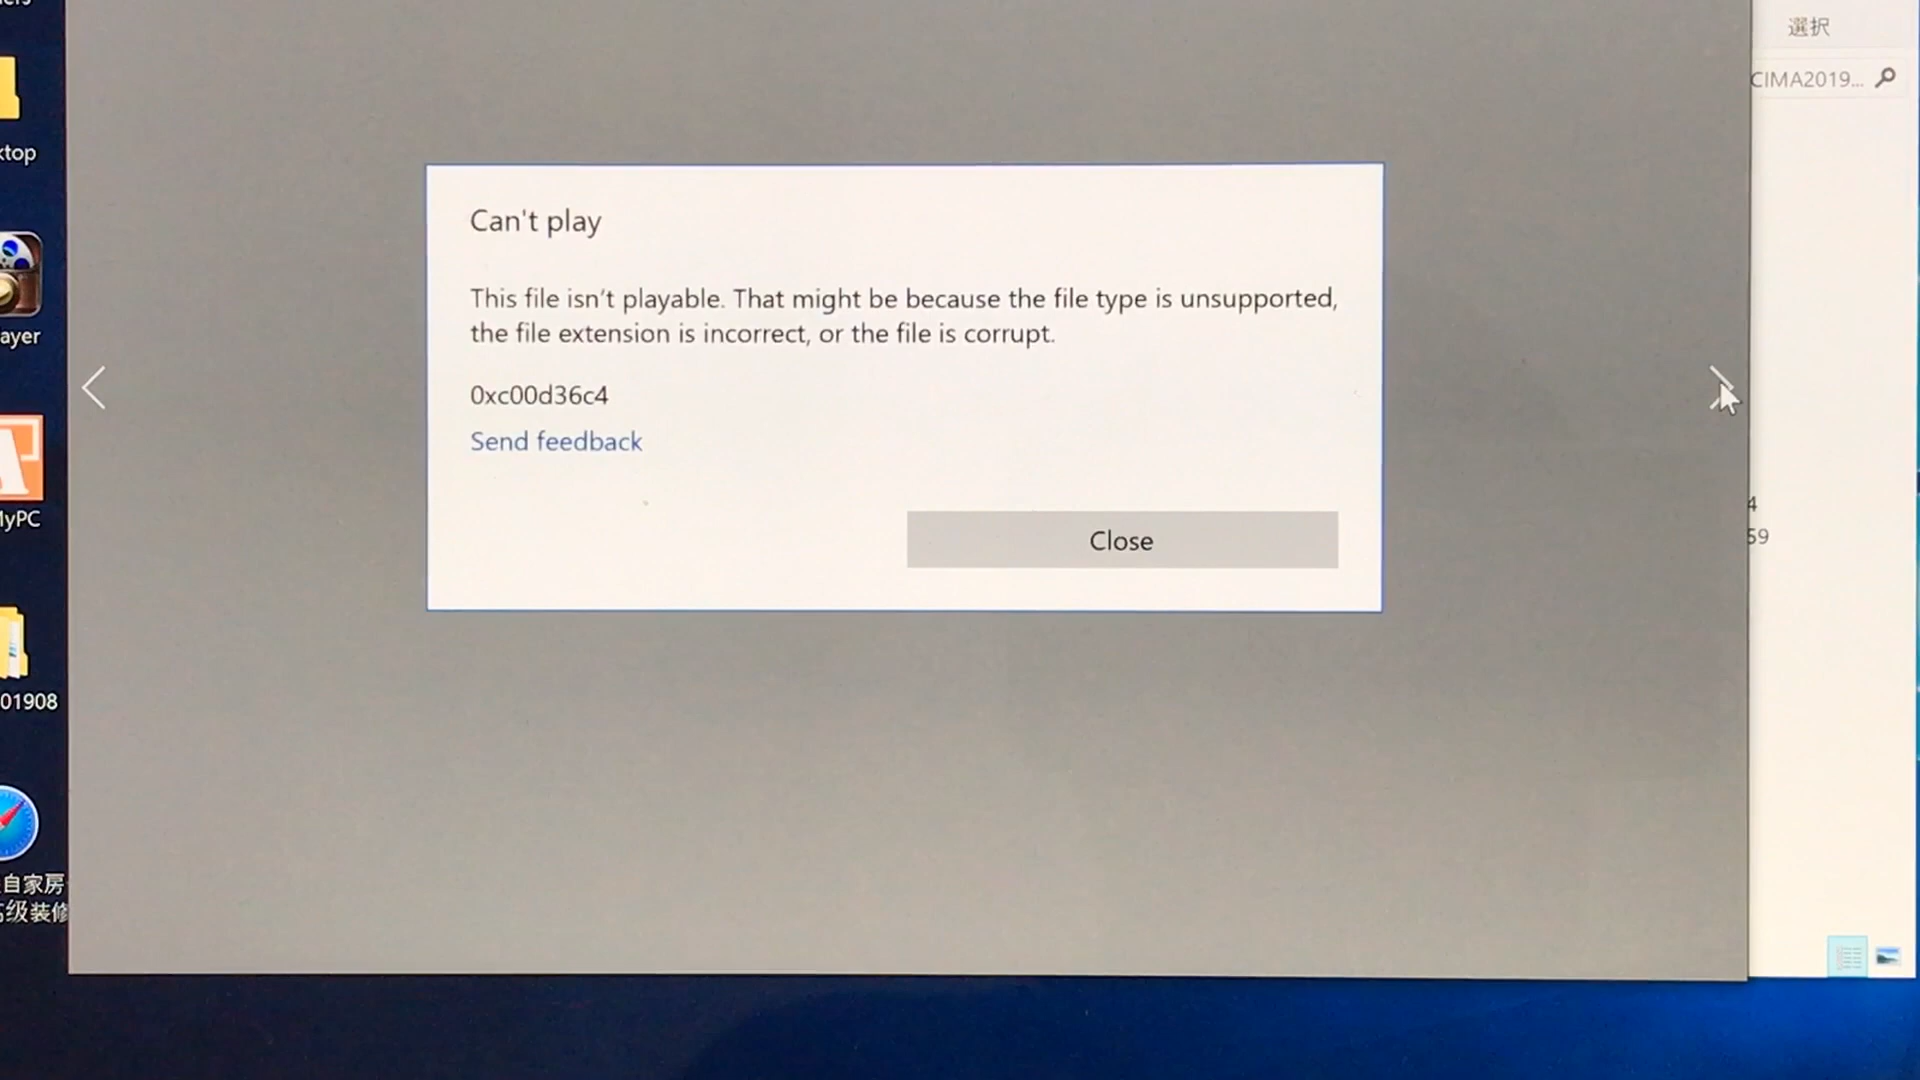 選択
CIMA2019...
ktop
Can't play
This file isn't playable. That might be because the file type is unsupported,
the file extension is incorrect, or the file is corrupt.
ayer
0xc00d36c4
Send feedback
4
MyPC
59
Close
01908
自家房
高级装修